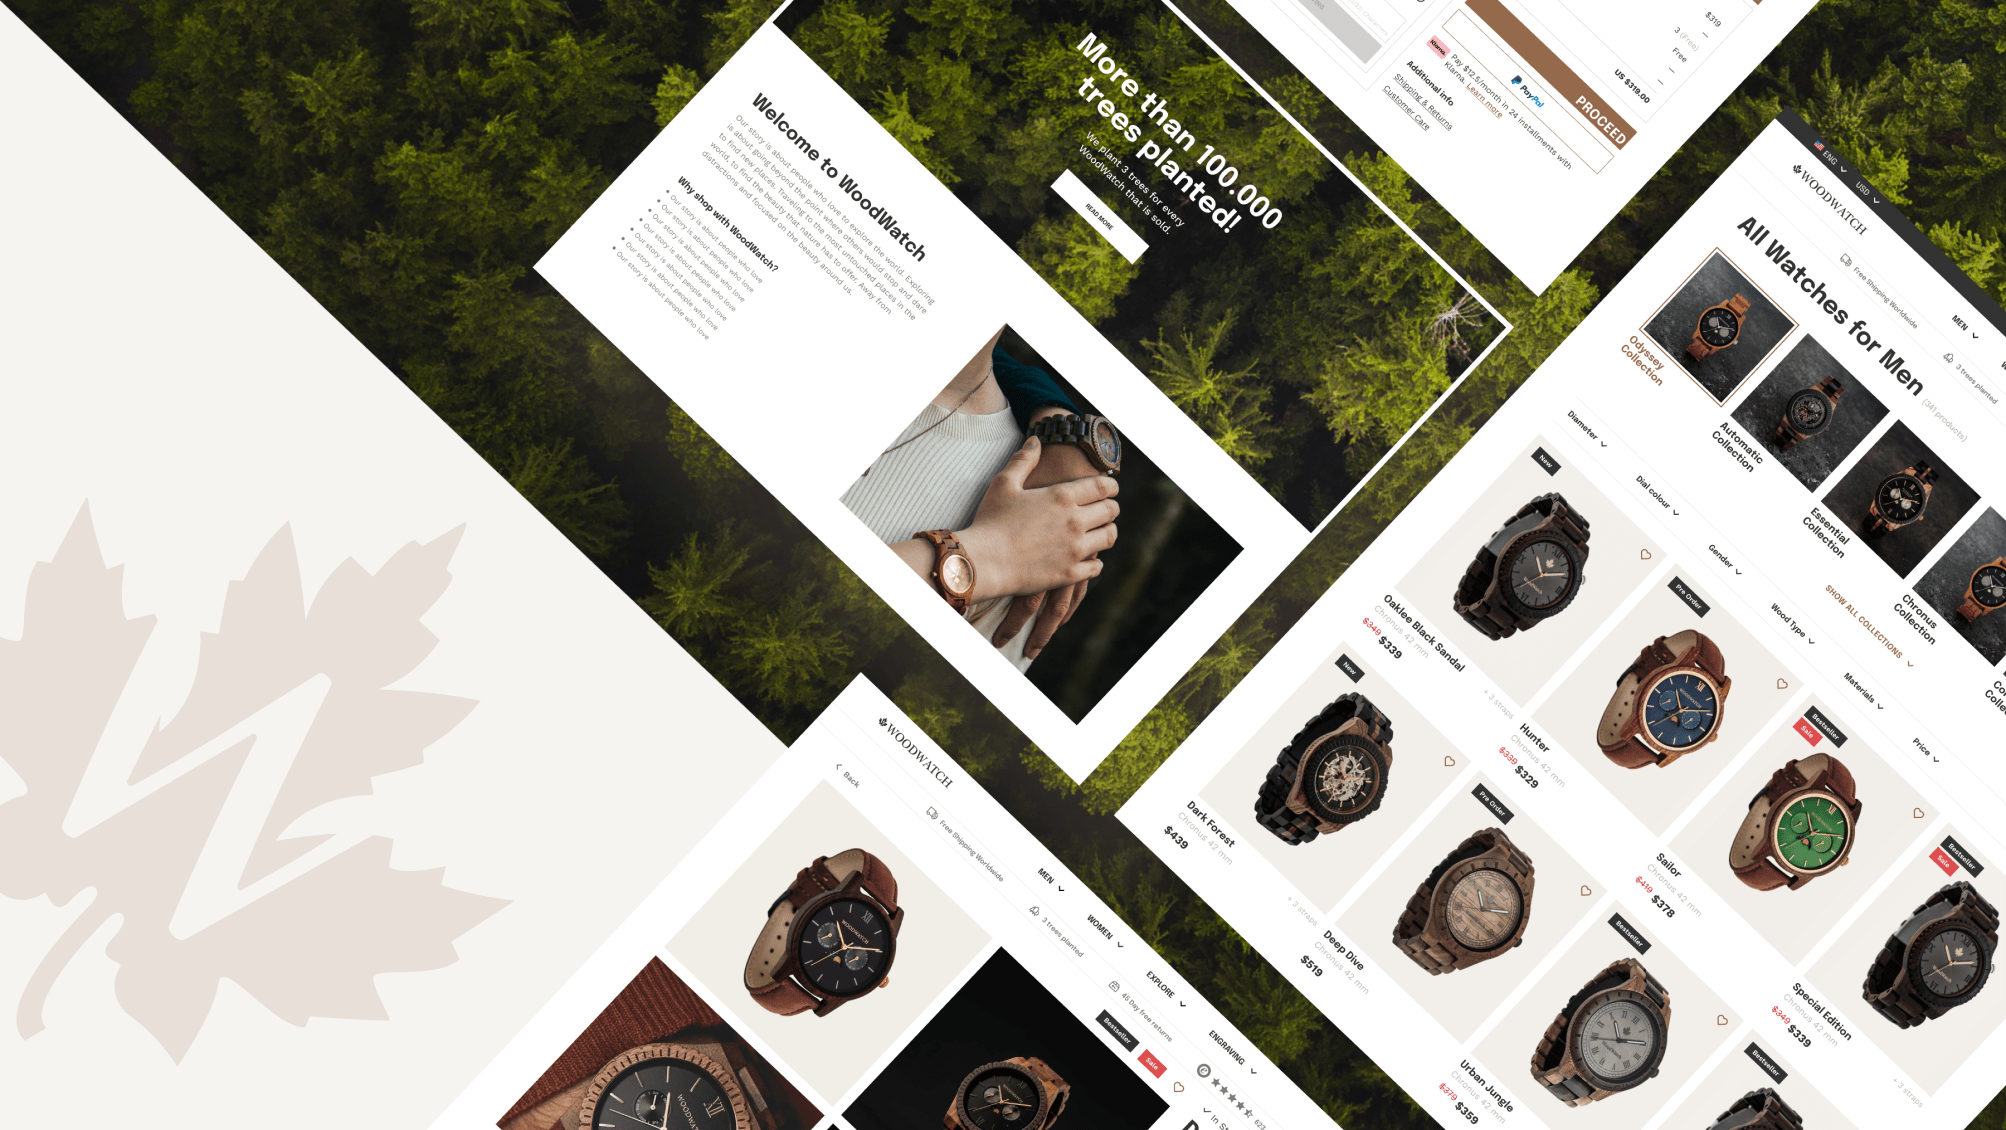 Welcome to WoodWatch
Our story is about people who love to explore the world. Exploring
is about going beyond the point where others would stop and dare
to find new places. Traveling to the most untouched places in the
world, to find the beauty that nature has to offer. Away from
distractions and focused on the beauty around us.
Why shop with WoodWatch?
Our story is about people who love
Our story is about people who love
Our story is about people who love
Our story is about people who love
Our story is about people who love
Our story is about people who love
Our story is about people who love
More than 100.000
trees planted!
We plant 3 trees for every
WoodWatch that is sold.
READ MORE
$319
3 (Free)
Free
US $319.00
PROCEED
PayPal
Klarna. Pay $12.5/month in 24 installments with
Klarna. Learn more
Additional info
Shipping & Returns
Customer Care
ENG USD
WOODWATCH
Free Shipping Worldwide
MEN
3 trees planted
All Watches for Men (341 products)
Odyssey
Collection
Automatic
Collection
Essential
Collection
Chronus
Collection
SHOW ALL COLLECTIONS
Diameter
Dial colour
Gender
Wood Type
Materials
Price
New
Oaklee Black Sandal
Chronus 42 mm
$349 $339
+ 3 straps
Pre Order
Hunter
Chronus 42 mm
$339 $329
Bestseller
Sale
Sailor
Chronus 42 mm
$419 $378
Bestseller
Sale
Special Edition
Chronus 42 mm
$349 $339
+ 3 straps
New
Dark Forest
Chronus 42 mm
$439
+ 3 straps
Pre Order
Deep Dive
Chronus 42 mm
$519
Bestseller
Urban Jungle
Chronus 42 mm
$379 $359
Bestseller
WOODWATCH
Back
Free Shipping Worldwide
MEN
3 trees planted
WOMEN
45 Day free returns
EXPLORE
ENGRAVING
Bestseller
Sale
623
In St
WOODWATCH